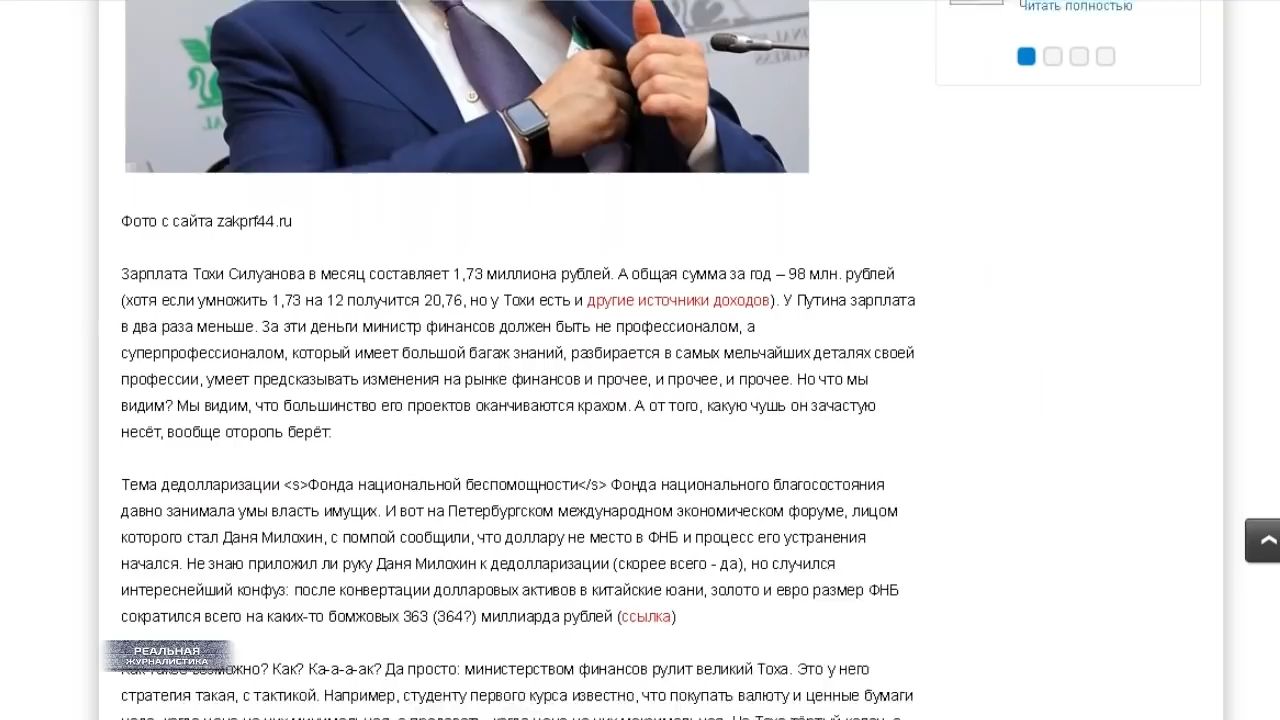 Читать полностью
Фото с сайта zakprf44.ru
Зарплата Тохи Силуанова в месяц составляет 1,73 миллиона рублей. А общая сумма за год – 98 млн. рублей
(хотя если умножить 1,73 на 12 получится 20,76, но у Тохи есть и другие источники доходов). У Путина зарплата
в два раза меньше. За эти деньги министр финансов должен быть не профессионалом, а
суперпрофессионалом, который имеет большой багаж знаний, разбирается в самых мельчайших деталях своей
профессии, умеет предсказывать изменения на рынке финансов и прочее, и прочее, и прочее. Но что мы
видим? Мы видим, что большинство его проектов оканчиваются крахом. А от того, какую чушь он зачастую
несёт, вообще оторопь берёт.
Тема дедолларизации <s>Фонда национальной беспомощности</s> Фонда национального благосостояния
давно занимала умы власть имущих. И вот на Петербургском международном экономическом форуме, лицом
которого стал Даня Милохин, с помпой сообщили, что доллару не место в ФНБ и процесс его устранения
начался. Не знаю приложил ли руку Даня Милохин к дедолларизации (скорее всего - да), но случился
интереснейший конфуз: после конвертации долларовых активов в китайские юани, золото и евро размер ФНБ
сократился всего на каких-то бомжовых 363 (364?) миллиарда рублей (ссылка)
РЕАЛЬНАЯ
ЖУРНАЛИСТИКА
возможно? Как? Ка-а-а-ак? Да просто: министерством финансов рулит великий Тоха. Это у него
стратегия такая, с тактикой. Например, студенту первого курса известно, что покупать валюту и ценные бумаги